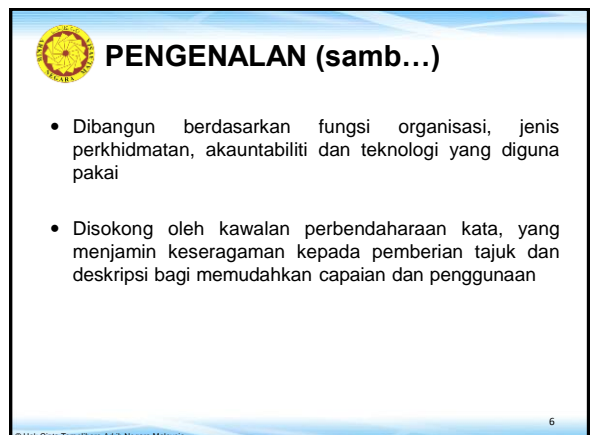 PENGENALAN (samb…)
• Dibangun berdasarkan fungsi organisasi, jenis
perkhidmatan, akauntabiliti dan teknologi yang diguna
pakai
• Disokong oleh kawalan perbendaharaan kata, yang
menjamin keseragaman kepada pemberian tajuk dan
deskripsi bagi memudahkan capaian dan penggunaan
6